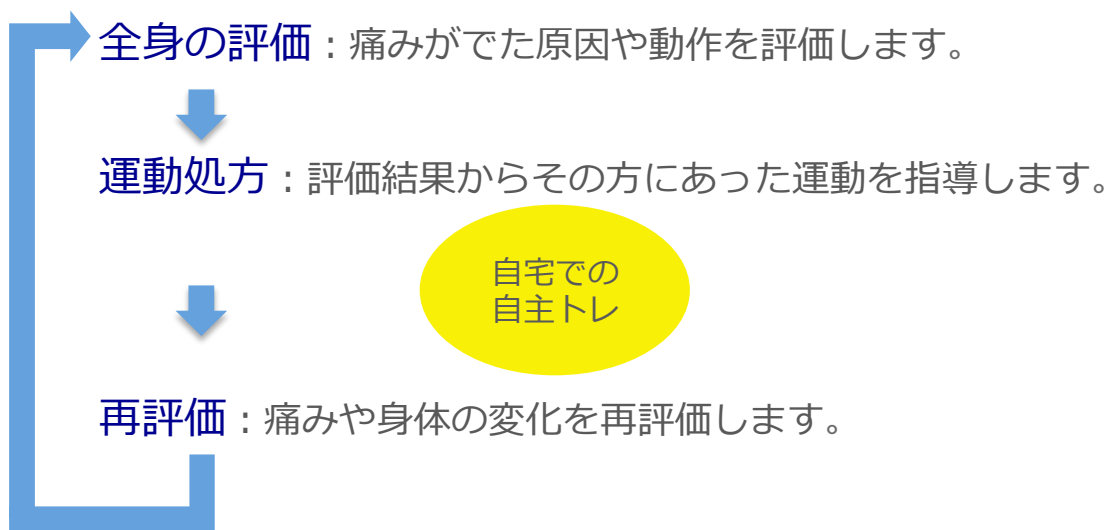 全身の評価：痛みがでた原因や動作を評価します。
運動処方：評価結果からその方にあった運動を指導します。
自宅での
自主トレ
再評価：痛みや身体の変化を再評価します。